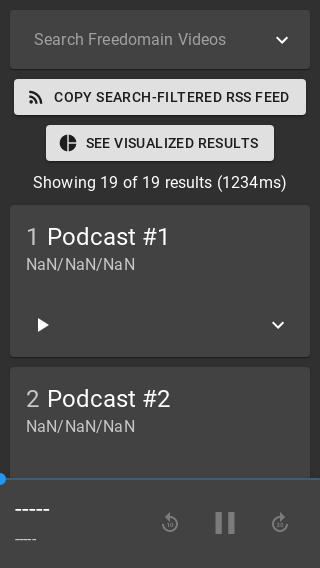 Search Freedomain Videos
COPY SEARCH-FILTERED RSS FEED
SEE VISUALIZED RESULTS
Showing 19 of 19 results (1234ms)
1 Podcast #1
NaN/NaN/NaN
2 Podcast #2
NaN/NaN/NaN
-----
10
30
-----